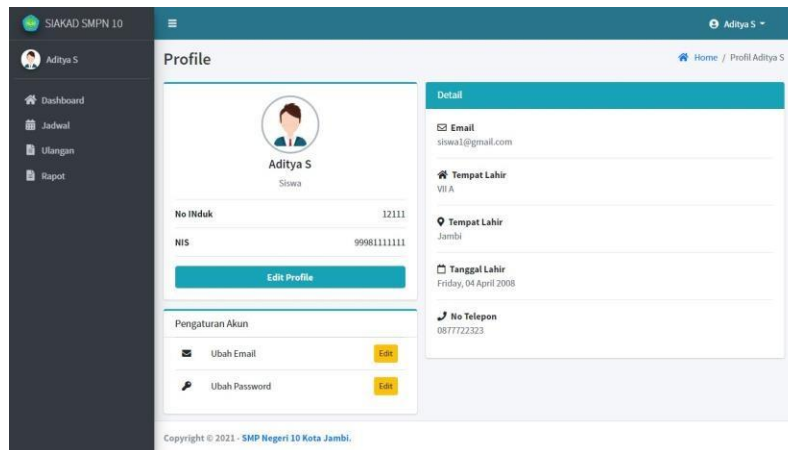 SIAKAD SMPN 10
Aditya S
Aditya S
Dashboard
Jadwal
Ulangan
Rapot
Profile
Home / Profil Aditya S
Aditya S
Siswa
No INduk 12111
NIS 99981111111
Edit Profile
Pengaturan Akun
Ubah Email Edit
Ubah Password Edit
Detail
Email
siswa1@gmail.com
Tempat Lahir
VII A
Tempat Lahir
Jambi
Tanggal Lahir
Friday, 04 April 2008
No Telepon
0877722323
Copyright © 2021 - SMP Negeri 10 Kota Jambi.